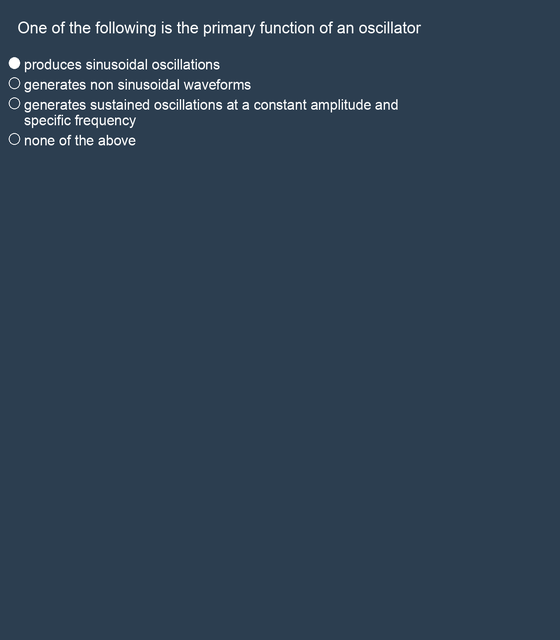 One of the following is the primary function of an oscillator
produces sinusoidal oscillations
generates non sinusoidal waveforms
generates sustained oscillations at a constant amplitude and
specific frequency
none of the above